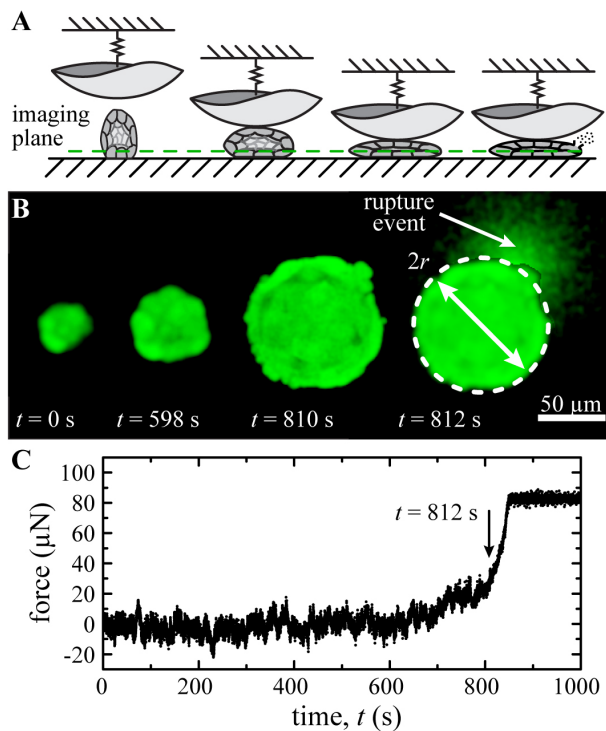 A
imaging
plane
B
rupture
event
2r
t = 0 s
t = 598 s
t = 810 s
t = 812 s
50 µm
C
100
80
60
40
20
0
-20
force (µN)
t = 812 s
0
200
400
600
800
1000
time, t (s)